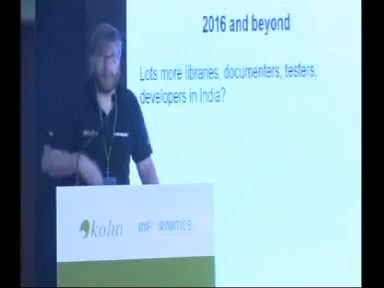 2016 and beyond
Lots more libraries, documenters, testers,
developers in India?
koha